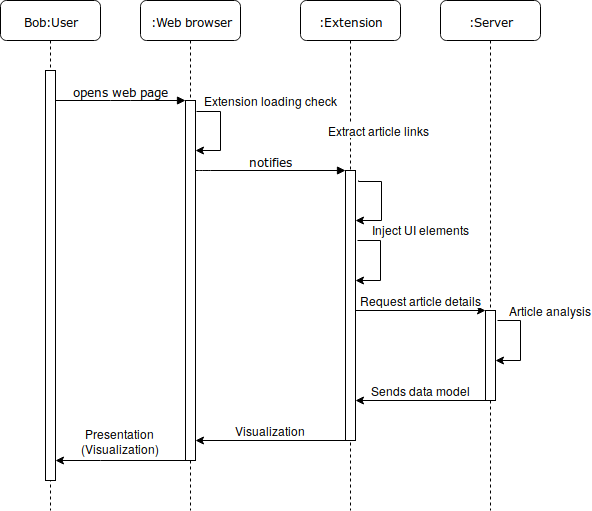 Bob:User
:Web browser
:Extension
:Server
opens web page
Extension loading check
Extract article links
notifies
Inject UI elements
Request article details
Article analysis
Sends data model
Visualization
Presentation
(Visualization)